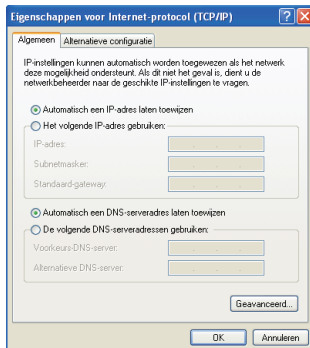 Eigenschappen voor Internet-protocol (TCP/IP)
Algemeen
Alternatieve configuratie
IP-instellingen kunnen automatisch worden toegewezen als het netwerk
deze mogelijkheid ondersteunt. Als dit niet het geval is, dient u de
netwerkbeheerder naar de geschikte IP-instellingen te vragen.
Automatisch een IP-adres laten toewijzen
Het volgende IP-adres gebruiken:
IP-adres:
Subnetmasker:
Standaard-gateway:
Automatisch een DNS-serveradres laten toewijzen
De volgende DNS-serveradressen gebruiken:
Voorkeurs-DNS-server:
Alternatieve DNS-server:
Geavanceerd...
OK
Annuleren